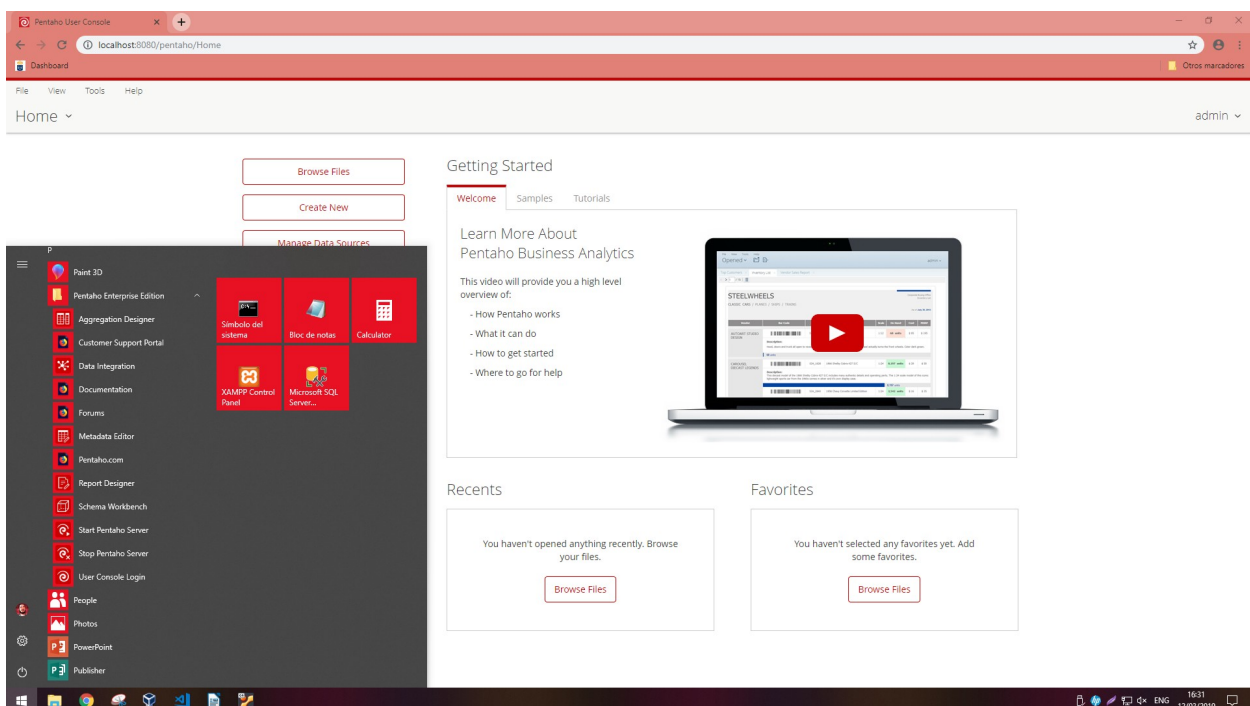 Pentaho User Console
localhost:8080/pentaho/Home
Dashboard
Otros marcadores
File View Tools Help
Home
admin
Browse Files
Create New
Manage Data Sources
Getting Started
Welcome Samples Tutorials
Learn More About
Pentaho Business Analytics
This video will provide you a high level
overview of:
- How Pentaho works
- What it can do
- How to get started
- Where to go for help
Opened
STEELWHEELS
Recents
You haven't opened anything recently. Browse
your files.
Browse Files
Favorites
You haven't selected any favorites yet. Add
some favorites.
Browse Files
P
Paint 3D
Pentaho Enterprise Edition
Aggregation Designer
Customer Support Portal
Data Integration
Documentation
Forums
Metadata Editor
Pentaho.com
Report Designer
Schema Workbench
Start Pentaho Server
Stop Pentaho Server
User Console Login
People
Photos
PowerPoint
Publisher
Símbolo del
sistema
Bloc de notas
Calculator
XAMPP Control
Panel
Microsoft SQL
Server...
ENG
16:31
12/03/2019